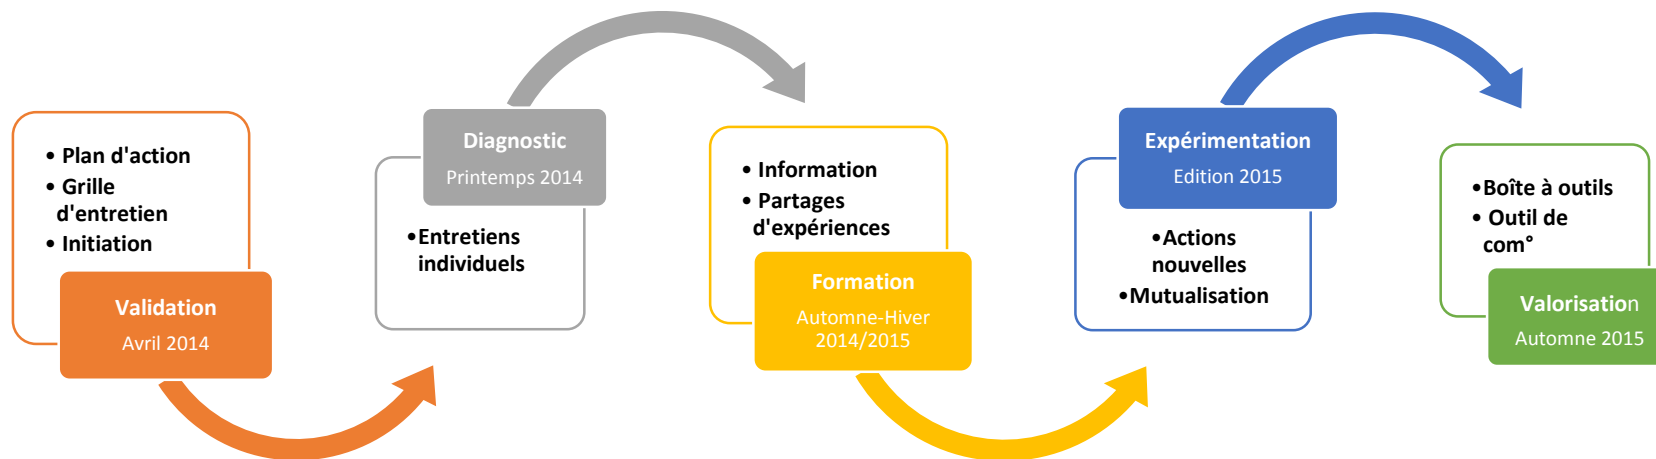 • Plan d'action
• Grille
d'entretien
• Initiation
Validation
Avril 2014
Diagnostic
Printemps 2014
•Entretiens
individuels
• Information
• Partages
d'expériences
Formation
Automne-Hiver
2014/2015
Expérimentation
Edition 2015
•Actions
nouvelles
•Mutualisation
•Boîte à outils
• Outil de
com°
Valorisation
Automne 2015